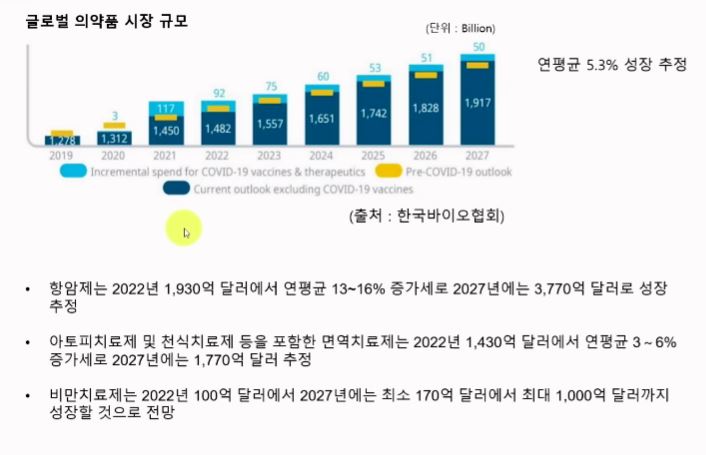 글로벌 의약품 시장 규모
(단위 : Billion)
연평균 5.3% 성장 추정
3 117 92 75 60 53 51 50
1,278 1,312 1,450 1,482 1,557 1,651 1,742 1,828 1,917
2019 2020 2021 2022 2023 2024 2025 2026 2027
Incremental spend for COVID-19 vaccines & therapeutics Pre-COVID-19 outlook
Current outlook excluding COVID-19 vaccines
(출처 : 한국바이오협회)
• 항암제는 2022년 1,930억 달러에서 연평균 13~16% 증가세로 2027년에는 3,770억 달러로 성장
추정
• 아토피치료제 및 천식치료제 등을 포함한 면역치료제는 2022년 1,430억 달러에서 연평균 3 ~ 6%
증가세로 2027년에는 1,770억 달러 추정
• 비만치료제는 2022년 100억 달러에서 2027년에는 최소 170억 달러에서 최대 1,000억 달러까지
성장할 것으로 전망